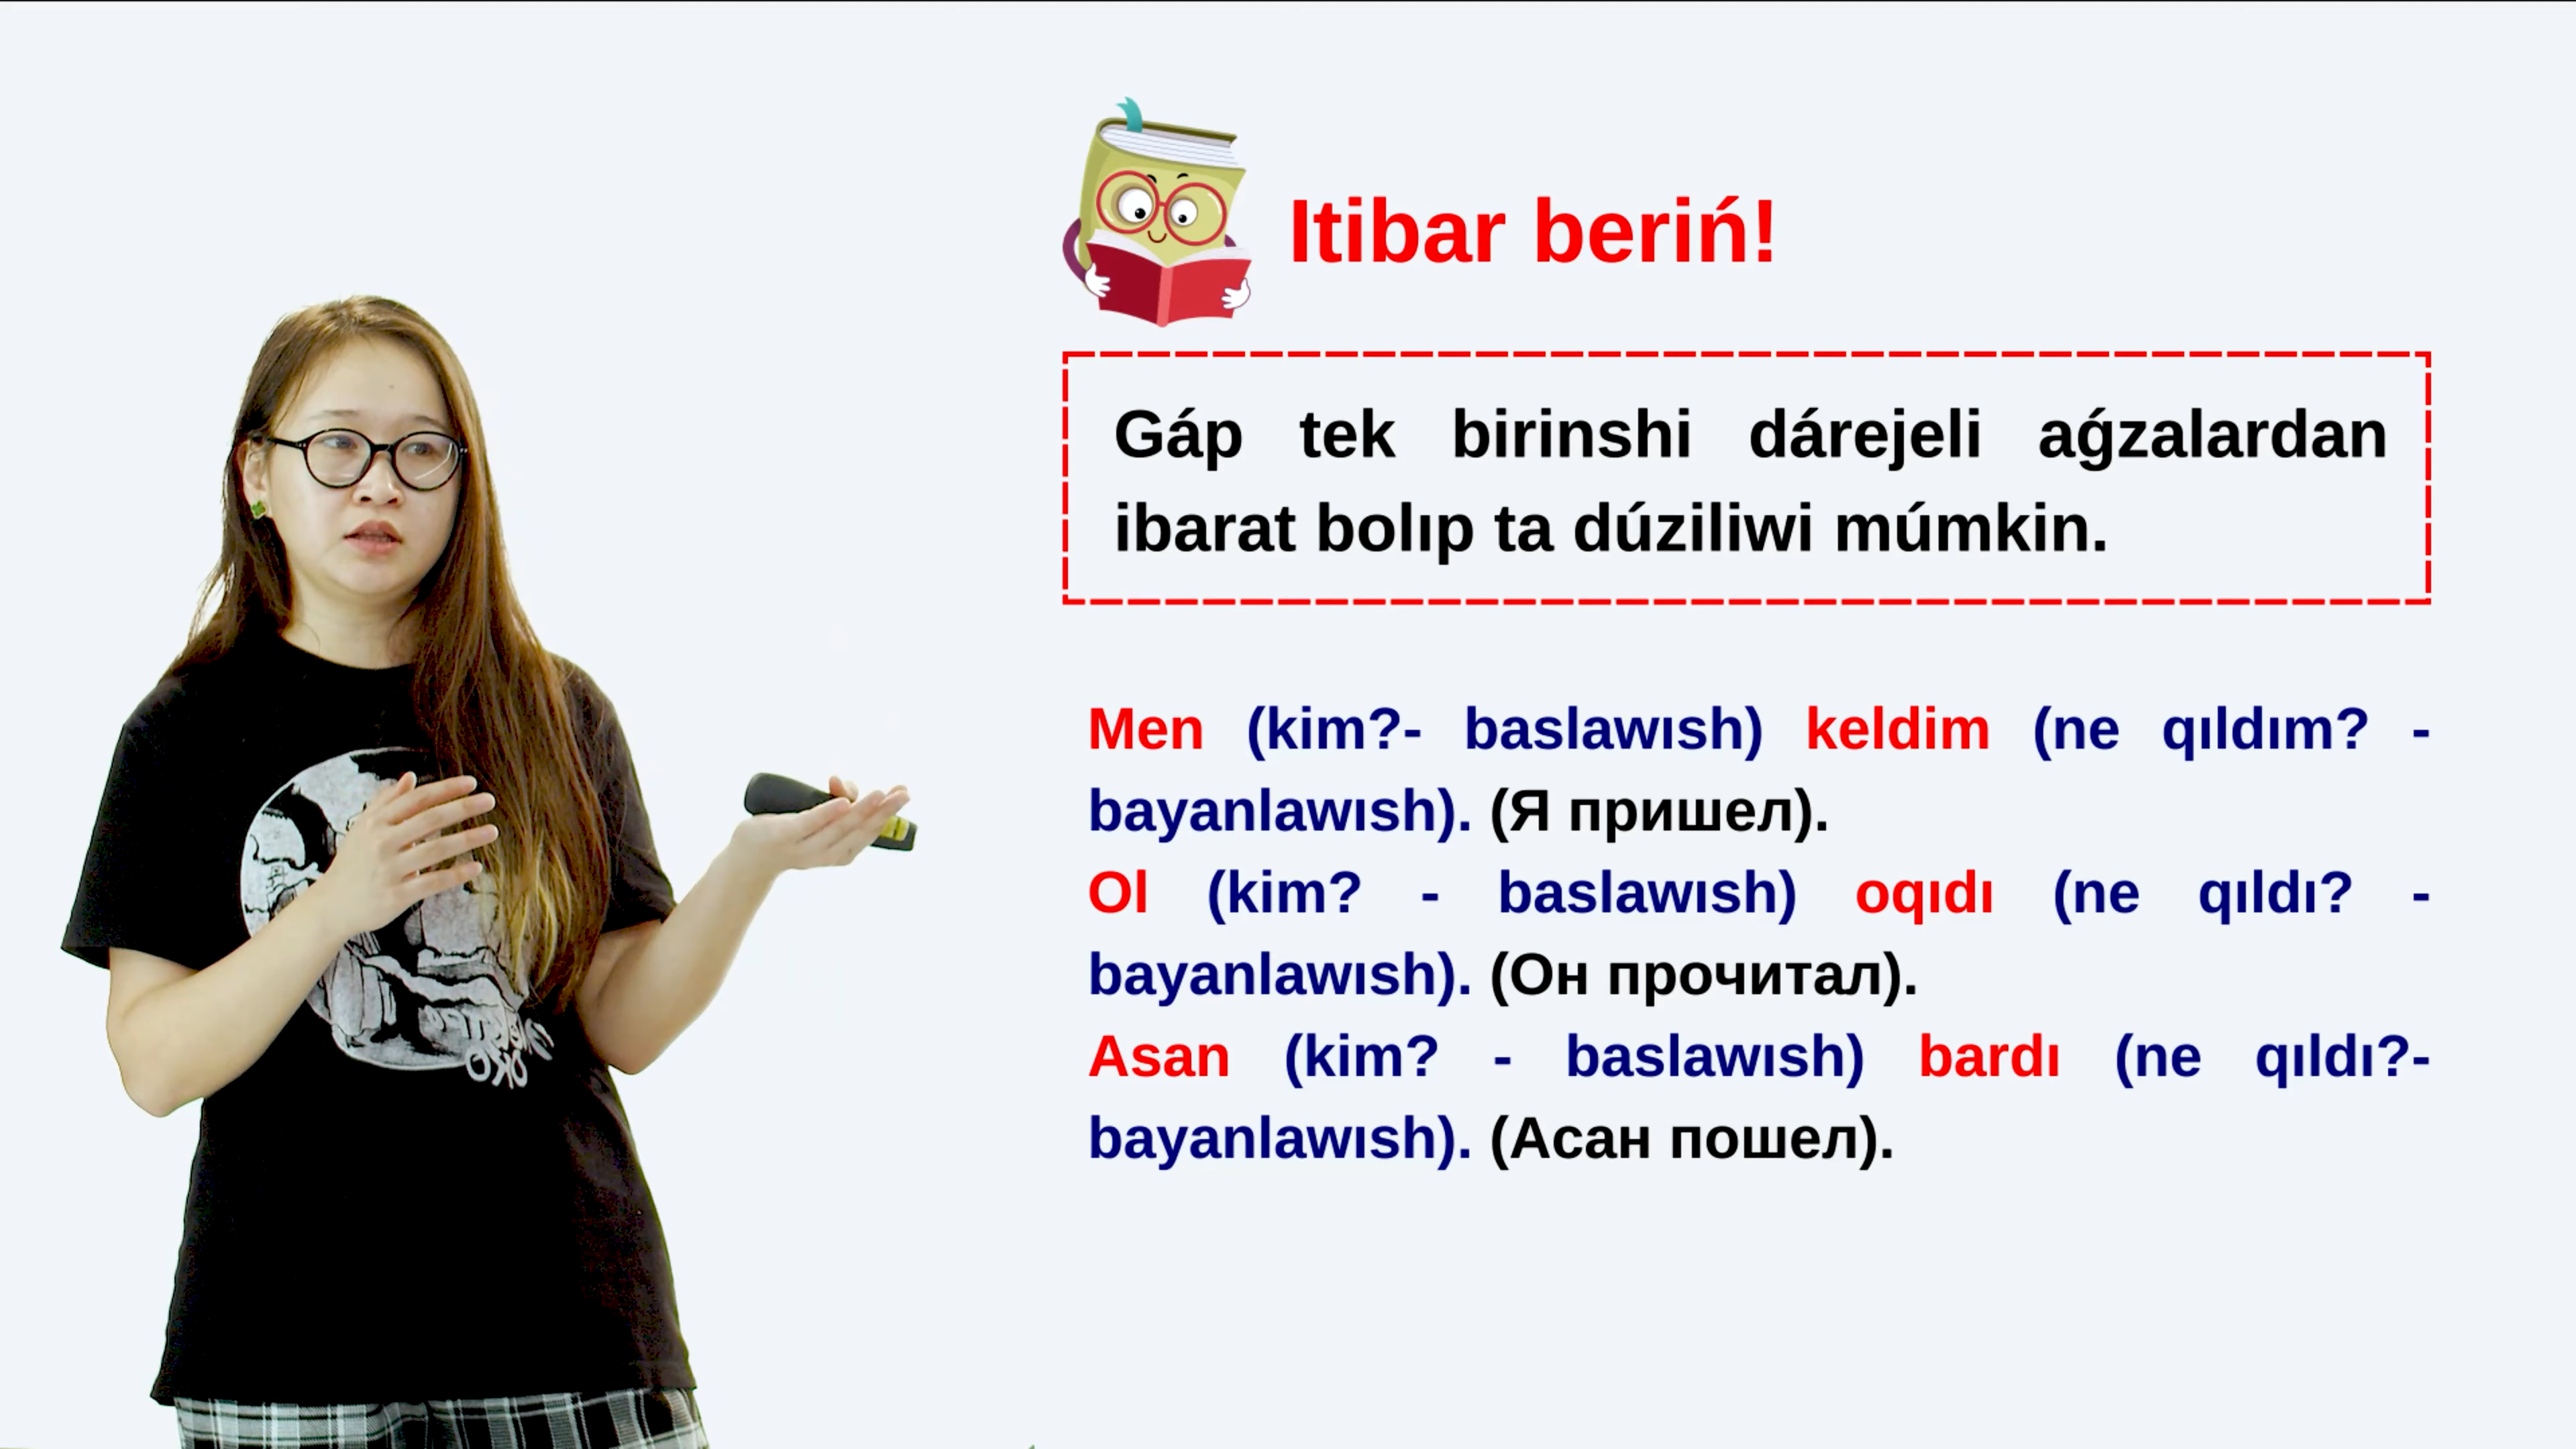 Itibar beriń!
Gáp tek birinshi dárejeli aǵzalardan
ibarat bolıp ta dúziliwi múmkin.
Men (kim?- baslawısh) keldim (ne qıldım? -
bayanlawısh). (Я пришел).
Ol (kim? - baslawısh) oqıdı (ne qıldı? -
bayanlawısh). (Он прочитал).
Asan (kim? - baslawısh) bardı (ne qıldı?-
bayanlawısh). (Асан пошел).